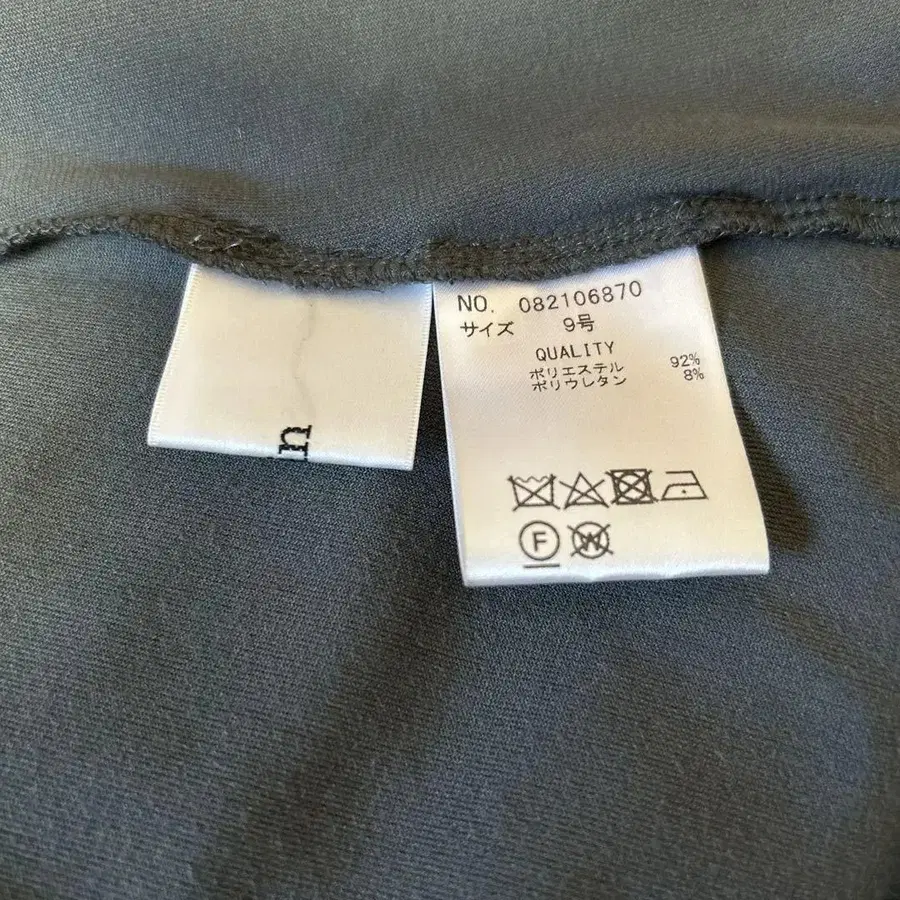 NO. 082106870
サイズ 9号
QUALITY
ポリエステル 92%
ポリウレタン 8%
F W
n